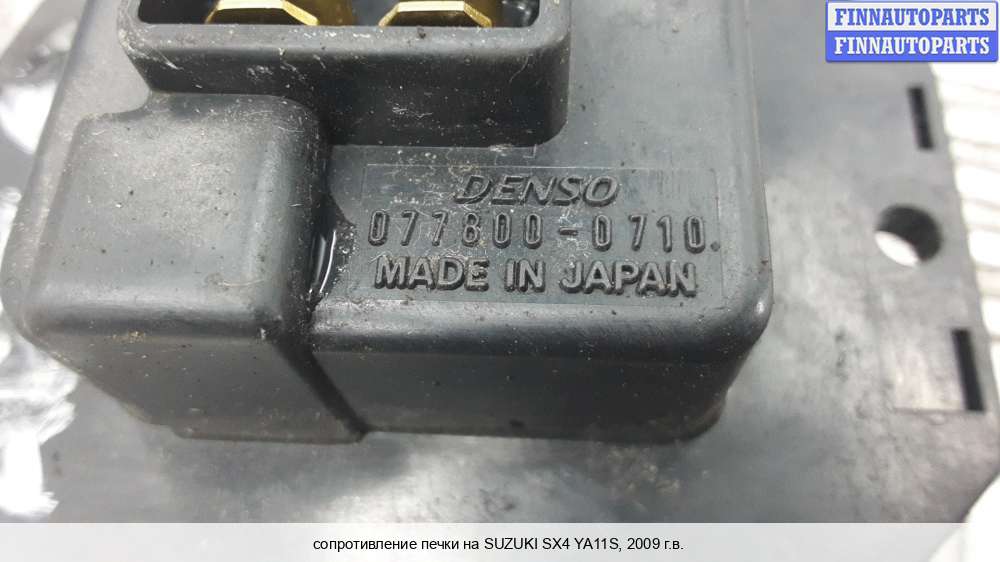 FINNAUTOPARTS
FINNAUTOPARTS
DENSO
077800-0710
MADE IN JAPAN
сопротивление печки на SUZUKI SX4 YA11S, 2009 г.в.